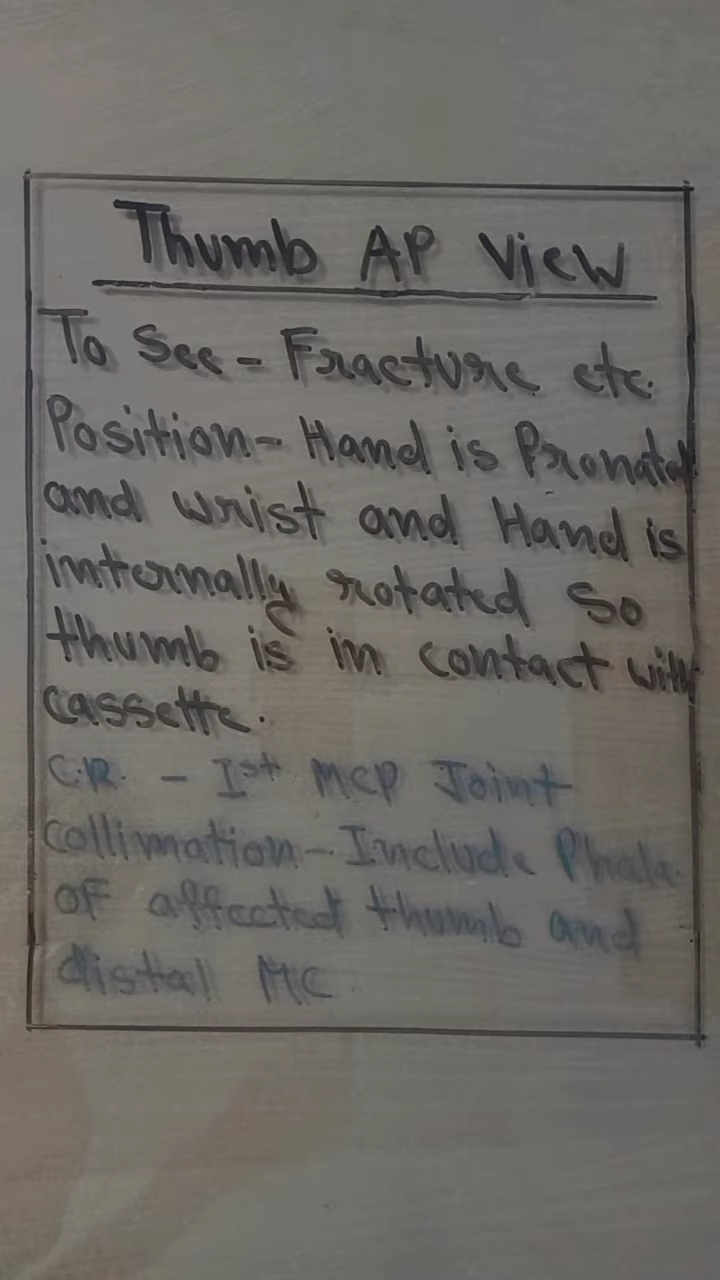 Thumb AP View
To See - Fracture etc.
Position - Hand is Pronated
and wrist and Hand is
internally rotated So
thumb is in contact with
cassette.
C.R. - Ist MCP Joint
Collimation - Include Phala.
of affected thumb and
distal MC